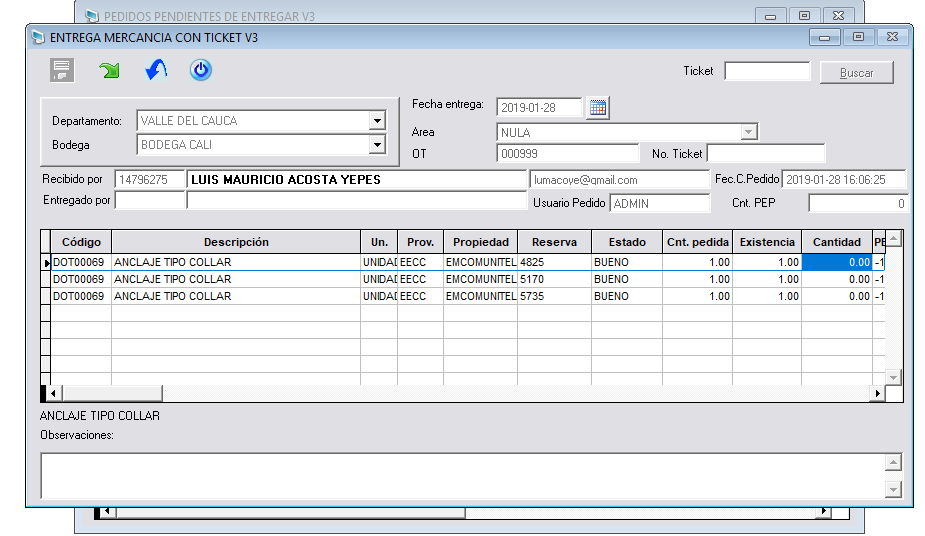 PEDIDOS PENDIENTES DE ENTREGAR V3
ENTREGA MERCANCIA CON TICKET V3
Ticket Buscar
Departamento: VALLE DEL CAUCA
Bodega BODEGA CALI
Fecha entrega: 2019-01-28
Area NULA
OT 000999 No. Ticket
Recibido por 14796275 LUIS MAURICIO ACOSTA YEPES lumacoye@gmail.com Fec.C.Pedido 2019-01-28 16:06:25
Entregado por Usuario Pedido ADMIN Cnt. PEP 0
Código Descripción Un. Prov. Propiedad Reserva Estado Cnt. pedida Existencia Cantidad PE
DOT00069 ANCLAJE TIPO COLLAR UNIDAD EECC EMCOMUNITEL 4825 BUENO 1.00 1.00 0.00 -1
DOT00069 ANCLAJE TIPO COLLAR UNIDAD EECC EMCOMUNITEL 5170 BUENO 1.00 1.00 0.00 -1
DOT00069 ANCLAJE TIPO COLLAR UNIDAD EECC EMCOMUNITEL 5735 BUENO 1.00 1.00 0.00 -1
ANCLAJE TIPO COLLAR
Observaciones: